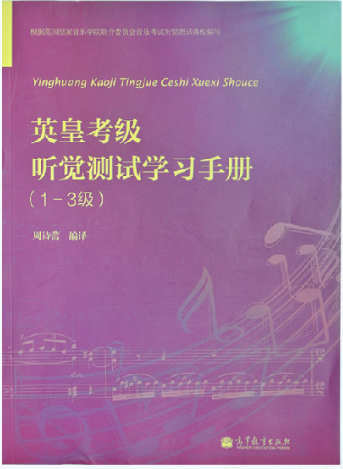 根据英国皇家音乐学院联合委员会音乐考试听觉测试课程编写
Yinghuang Kaoji Tingjue Ceshi Xuexi Shouce
英皇考级
听觉测试学习手册
(1-3级)
周诗蕾 编译
高等教育出版社
HIGHER EDUCATION PRESS